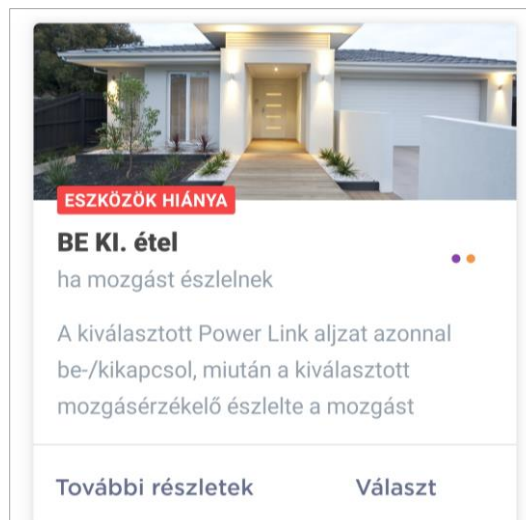 ESZKÖZÖK HIÁNYA
BE KI. étel
ha mozgást észlelnek
A kiválasztott Power Link aljzat azonnal
be-/kikapcsol, miután a kiválasztott
mozgásérzékelő észlelte a mozgást
További részletek Választ